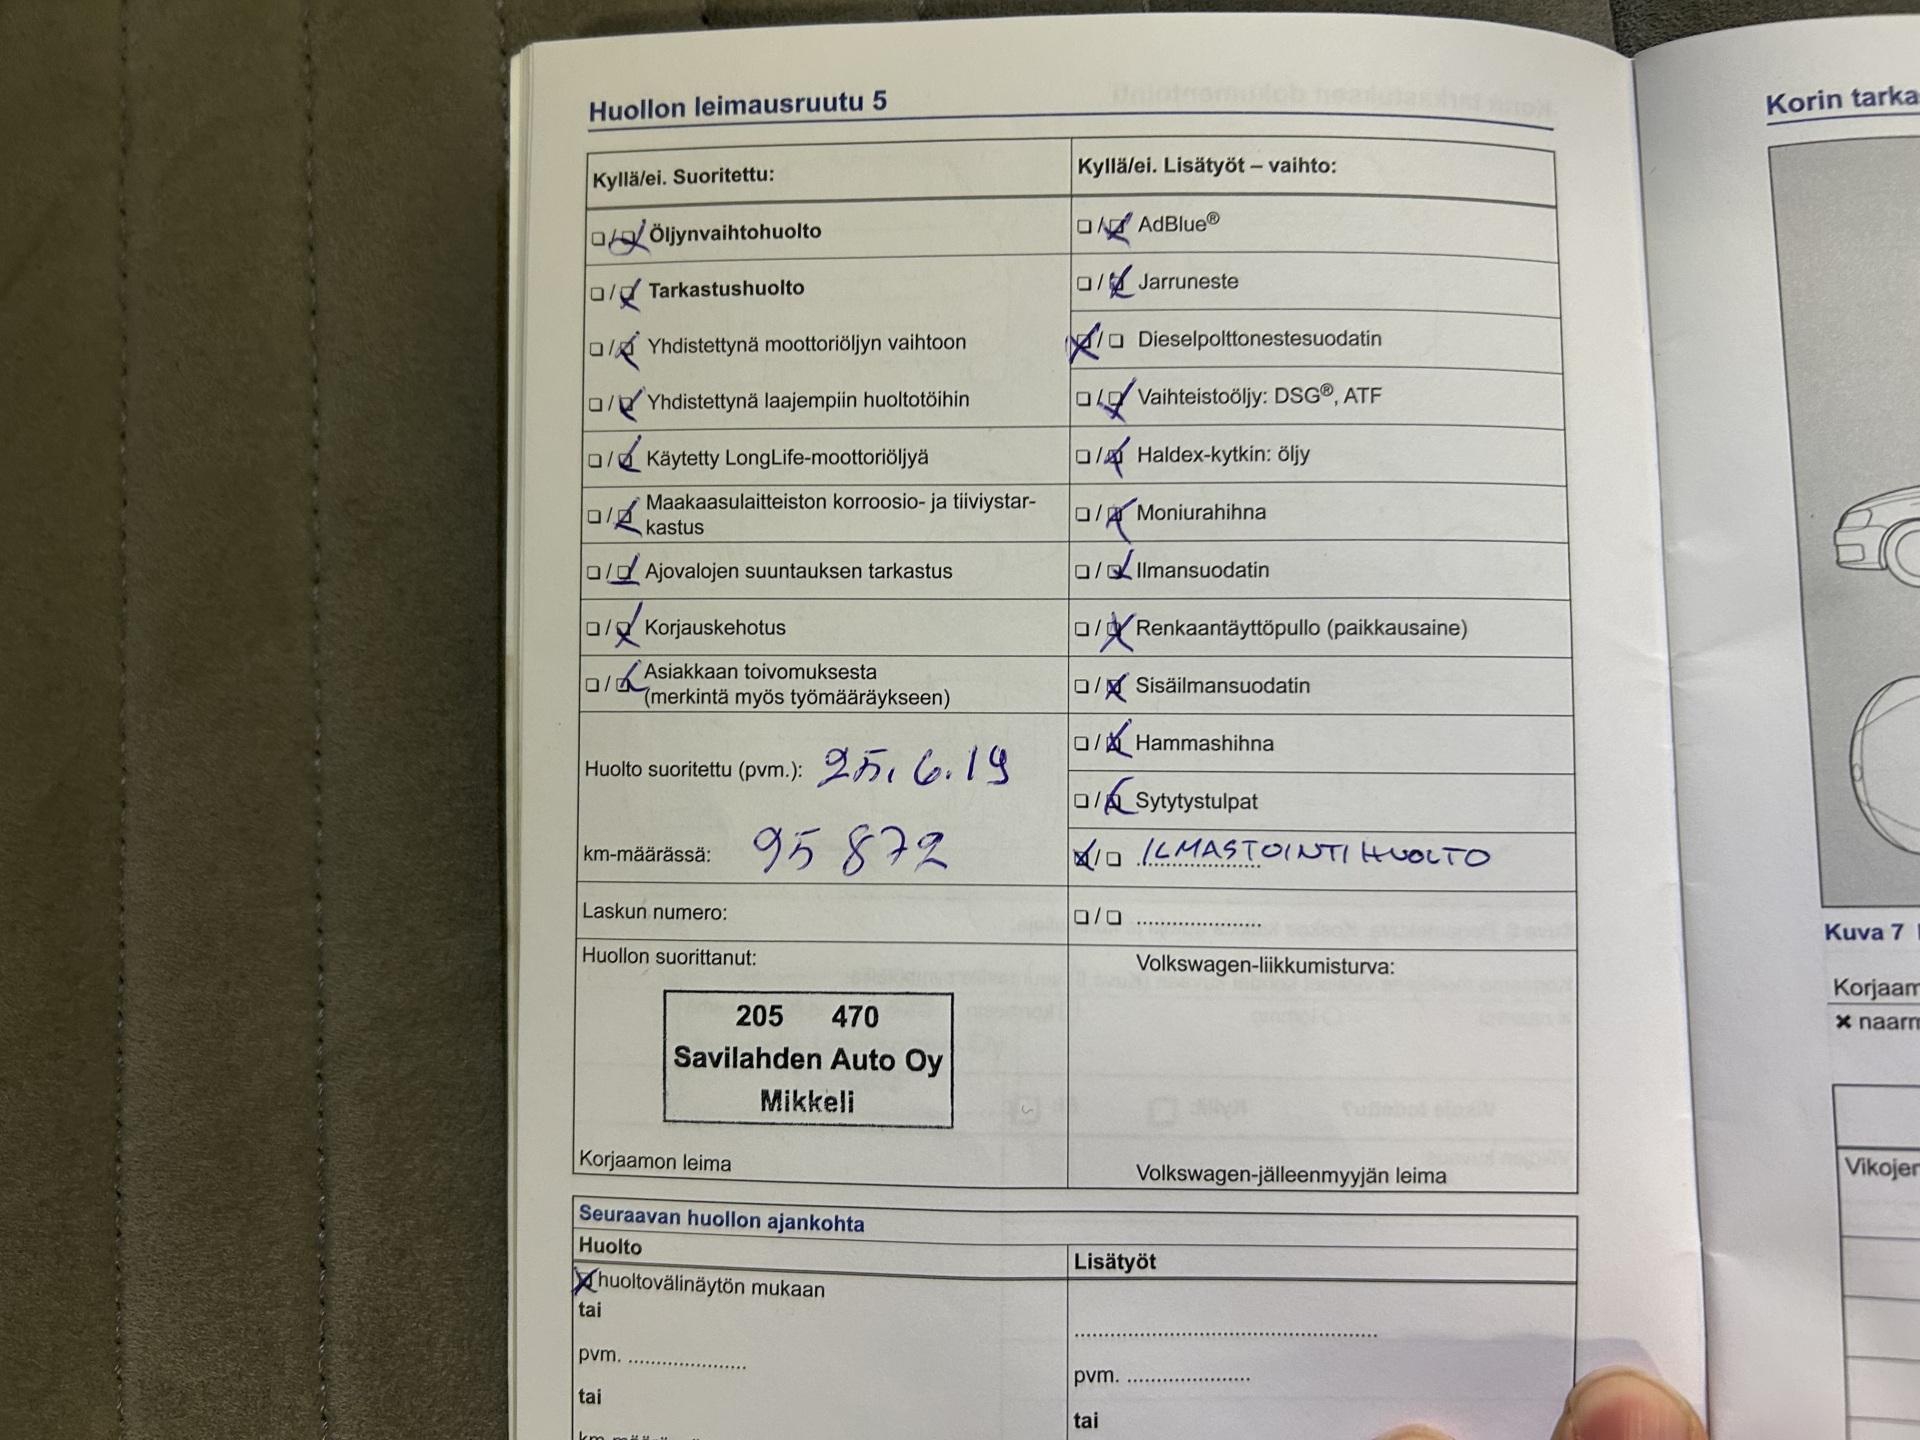 Huollon leimausruutu 5
Kyllä/ei. Suoritettu:
☐/☒ Öljynvaihtohuolto
☐/☒ Tarkastushuolto
☐/☒ Yhdistettynä moottoriöljyn vaihtoon
☐/☒ Yhdistettynä laajempiin huoltotöihin
☐/☒ Käytetty LongLife-moottoriöljyä
☐/☒ Maakaasulaitteiston korroosio- ja tiiviystar-
kastus
☐/☒ Ajovalojen suuntauksen tarkastus
☐/☒ Korjauskehotus
☐/☒ Asiakkaan toivomuksesta
(merkintä myös työmääräykseen)
Huolto suoritettu (pvm.): 25.6.19
km-määrässä: 95 872
Laskun numero:
Huollon suorittanut:
205 470
Savilahden Auto Oy
Mikkeli
Korjaamon leima
Kyllä/ei. Lisätyöt – vaihto:
☐/☒ AdBlue®
☐/☒ Jarruneste
☒/☐ Dieselpolttonestesuodatin
☐/☒ Vaihteistoöljy: DSG®, ATF
☐/☒ Haldex-kytkin: öljy
☐/☒ Moniurahihna
☐/☒ Ilmansuodatin
☐/☒ Renkaantäyttöpullo (paikkausaine)
☐/☒ Sisäilmansuodatin
☐/☒ Hammashihna
☐/☒ Sytytystulpat
☒/☐ ILMASTOINTIHUOLTO
☐/☐ ....................
Volkswagen-liikkumisturva:
Volkswagen-jälleenmyyjän leima
Seuraavan huollon ajankohta
Huolto
☒ huoltovälinäytön mukaan
tai
pvm. ....................
tai
Lisätyöt
..................................................
pvm. ....................
tai
Korin tarka
Kuva 7
Korjaam
✖ naarm
Vikojen